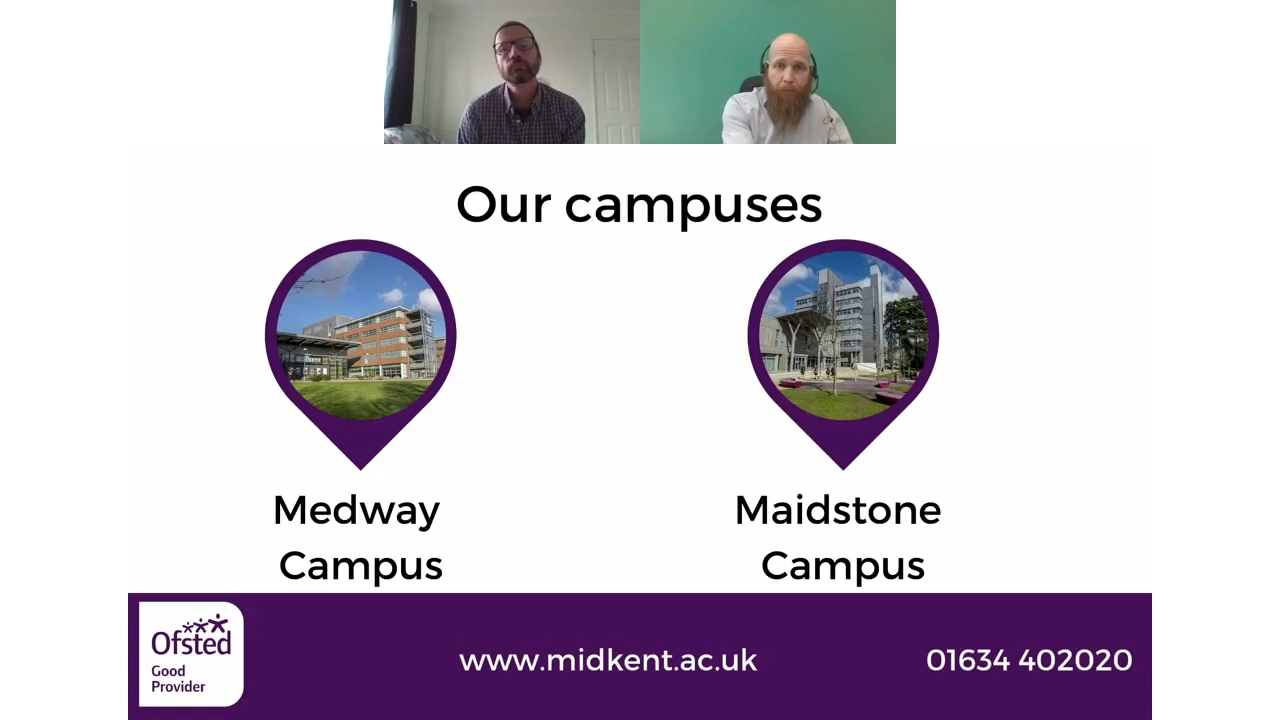 Our campuses
Medway
Campus
Maidstone
Campus
Ofsted
Good
Provider
www.midkent.ac.uk
01634 402020